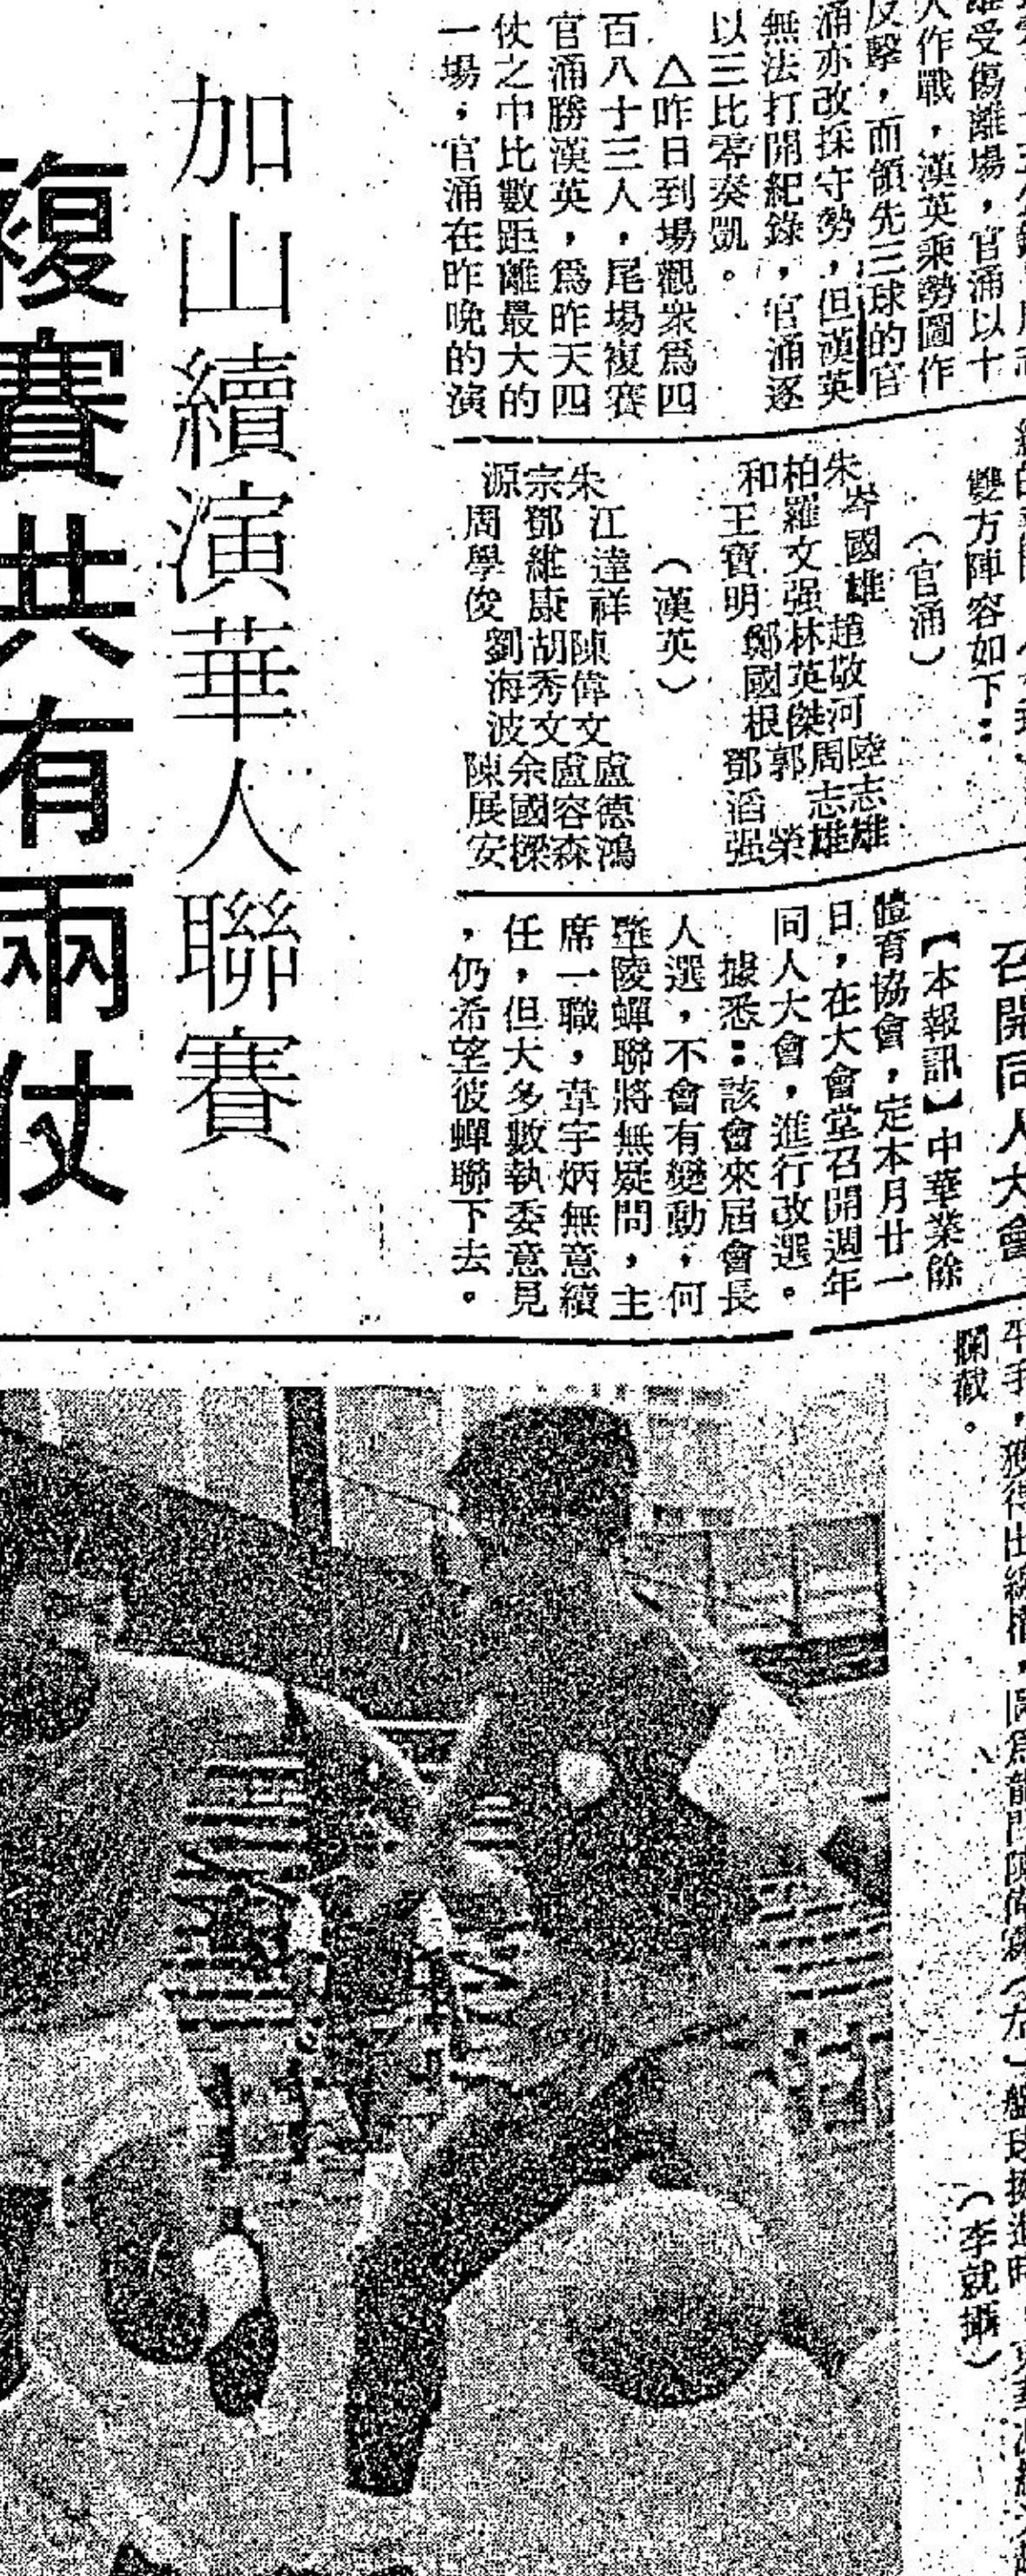 受傷離場，官涌以十
人作戰，漢英乘勢圖作
反擊，而領先三球的官
涌亦改採守勢，但漢英
無法打開紀錄，官涌逐
以三比零奏凱。
△昨日到場觀衆爲四
百八十三人，尾場複賽
官涌勝漢英，爲昨天四
仗之中比數距離最大的
一場；官涌在昨晚的演
雙方陣容如下：
（官涌）
岑國雄　趙敬河　陸志雄
朱柏　羅文强　林英傑　周志雄
和　王寶明　鄭國根　郭榮
鄧滔强
（漢英）
江達祥　陳偉文　盧德鴻
朱宗源　鄧維康　胡秀文　盧容森
周學俊　劉海波　余國樑
陳展安
召開同人大會
【本報訊】中華業餘
體育協會，定本月廿一
日，在大會堂召開週年
同人大會，進行改選。
據悉：該會來屆會長
人選，不會有變動，何
肇陵蟬聯將無疑問，主
席一職，韋宇炳無意續
任，但大多數執委意見
，仍希望彼蟬聯下去。
加山續演華人聯賽
複賽共有兩仗
攔截。
（李就攝）